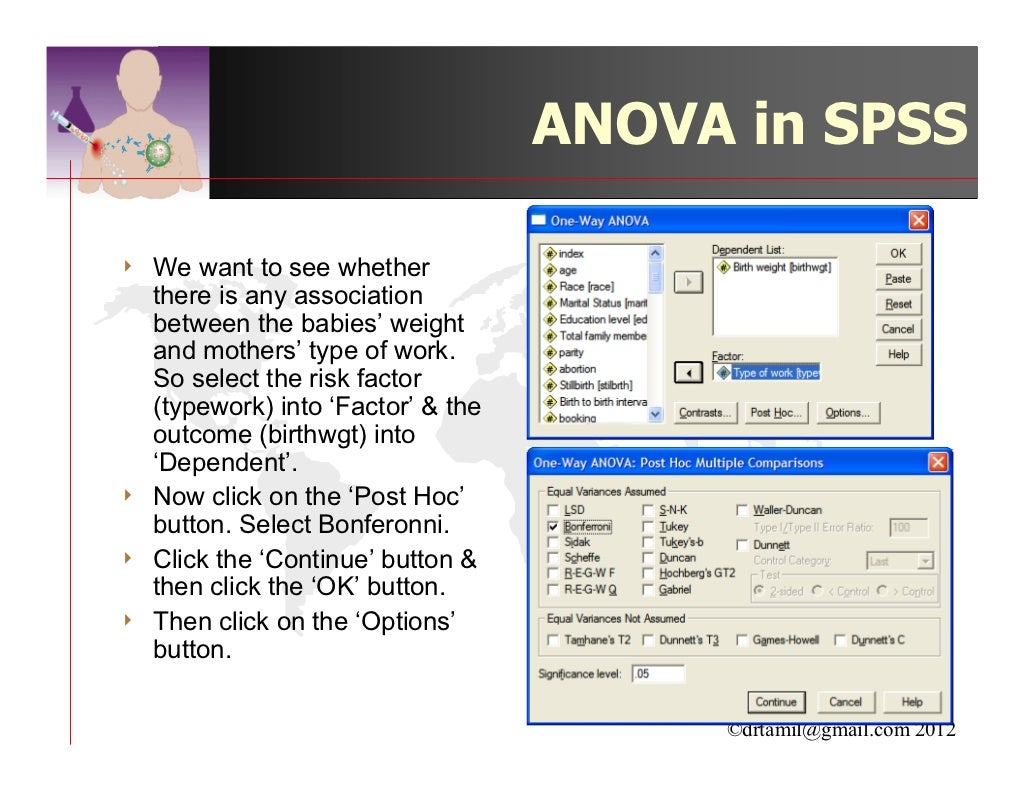 ANOVA in SPSS
We want to see whether
there is any association
between the babies’ weight
and mothers’ type of work.
So select the risk factor
(typework) into ‘Factor’ & the
outcome (birthwgt) into
‘Dependent’.
Now click on the ‘Post Hoc’
button. Select Bonferonni.
Click the ‘Continue’ button &
then click the ‘OK’ button.
Then click on the ‘Options’
button.
One-Way ANOVA
index
age
Race [race]
Marital Status [marit
Education level [ed
Total family membe
parity
abortion
Stillbirth [stilbrth]
Birth to birth interva
booking
Dependent List:
Birth weight [birthwgt]
Factor:
Type of work [type
OK
Paste
Reset
Cancel
Help
Contrasts... Post Hoc... Options...
One-Way ANOVA: Post Hoc Multiple Comparisons
Equal Variances Assumed
LSD
Bonferroni
Sidak
Scheffe
R-E-G-W F
R-E-G-W Q
S-N-K
Tukey
Tukey's-b
Duncan
Hochberg's GT2
Gabriel
Waller-Duncan
Type I/Type II Error Ratio: 100
Dunnett
Control Category: Last
Test
2-sided < Control > Control
Equal Variances Not Assumed
Tamhane's T2 Dunnett's T3 Games-Howell Dunnett's C
Significance level: .05
Continue Cancel Help
©drtamil@gmail.com 2012